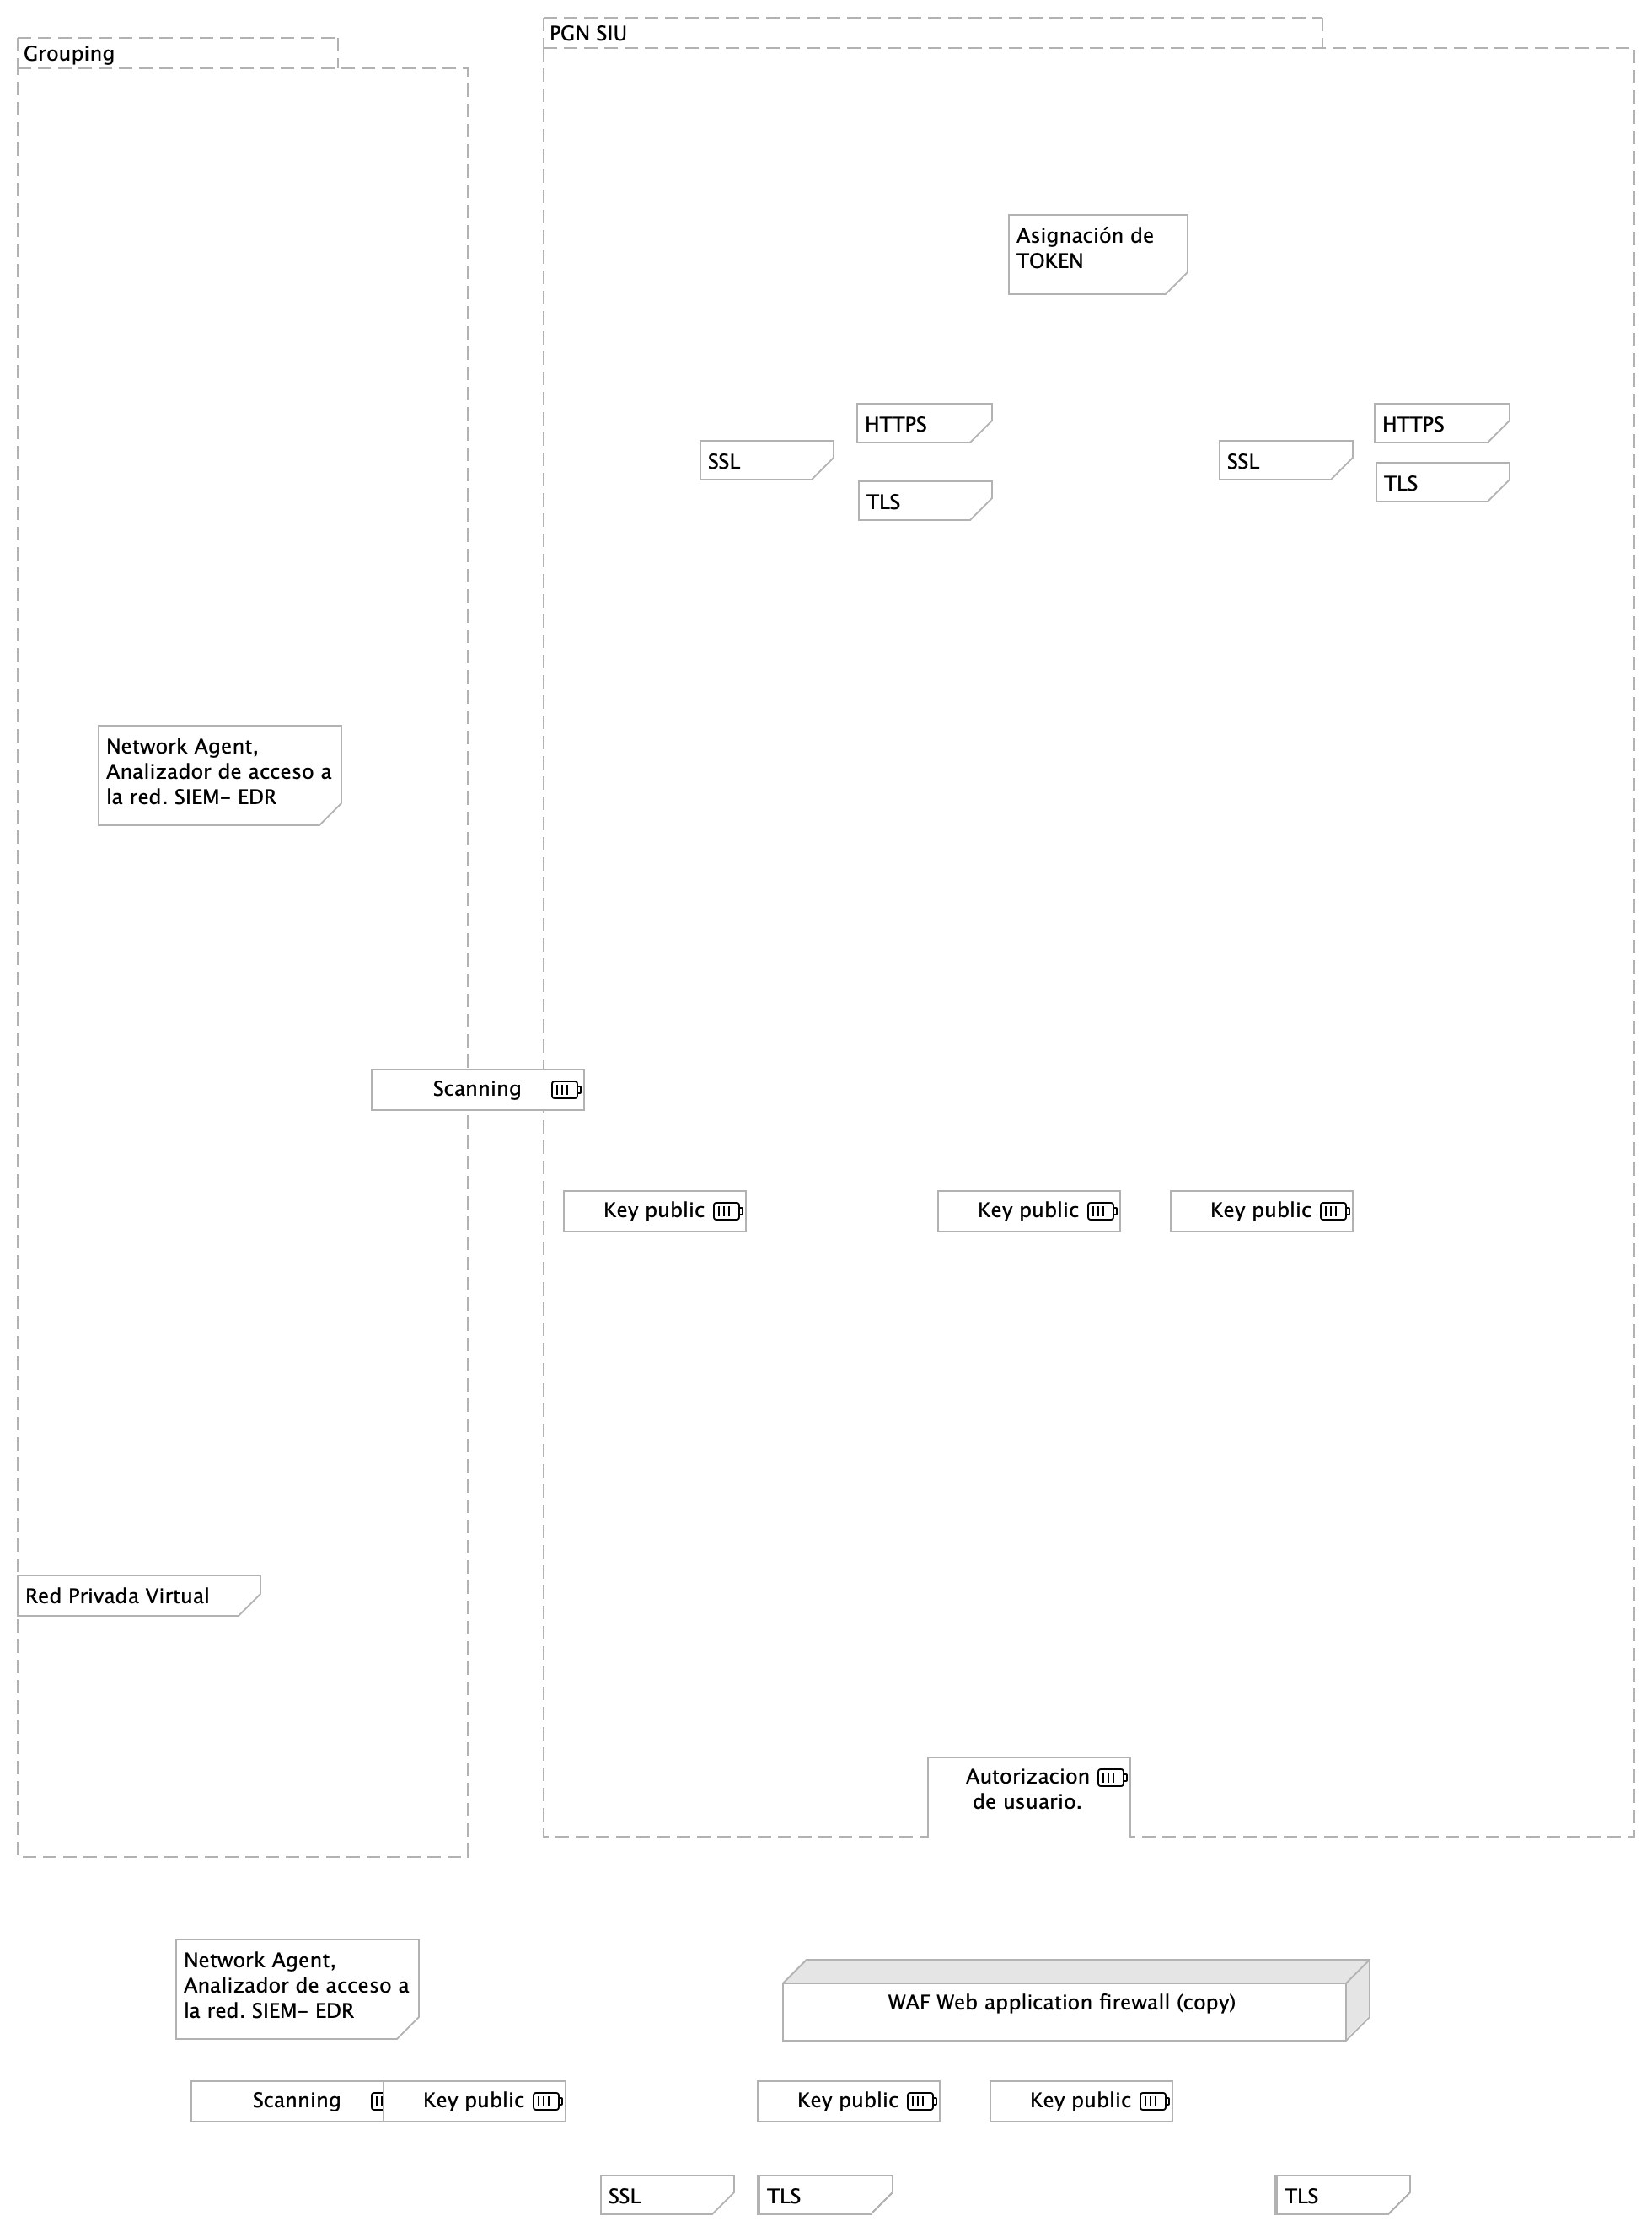 PGN SIU
Grouping
Asignación de
TOKEN
HTTPS
HTTPS
SSL
SSL
TLS
TLS
Network Agent,
Analizador de acceso a
la red. SIEM- EDR
Scanning
Key public
Key public
Key public
Red Privada Virtual
Autorizacion
de usuario.
Network Agent,
Analizador de acceso a
la red. SIEM- EDR
WAF Web application firewall (copy)
Scanning
Key public
Key public
Key public
SSL
TLS
TLS